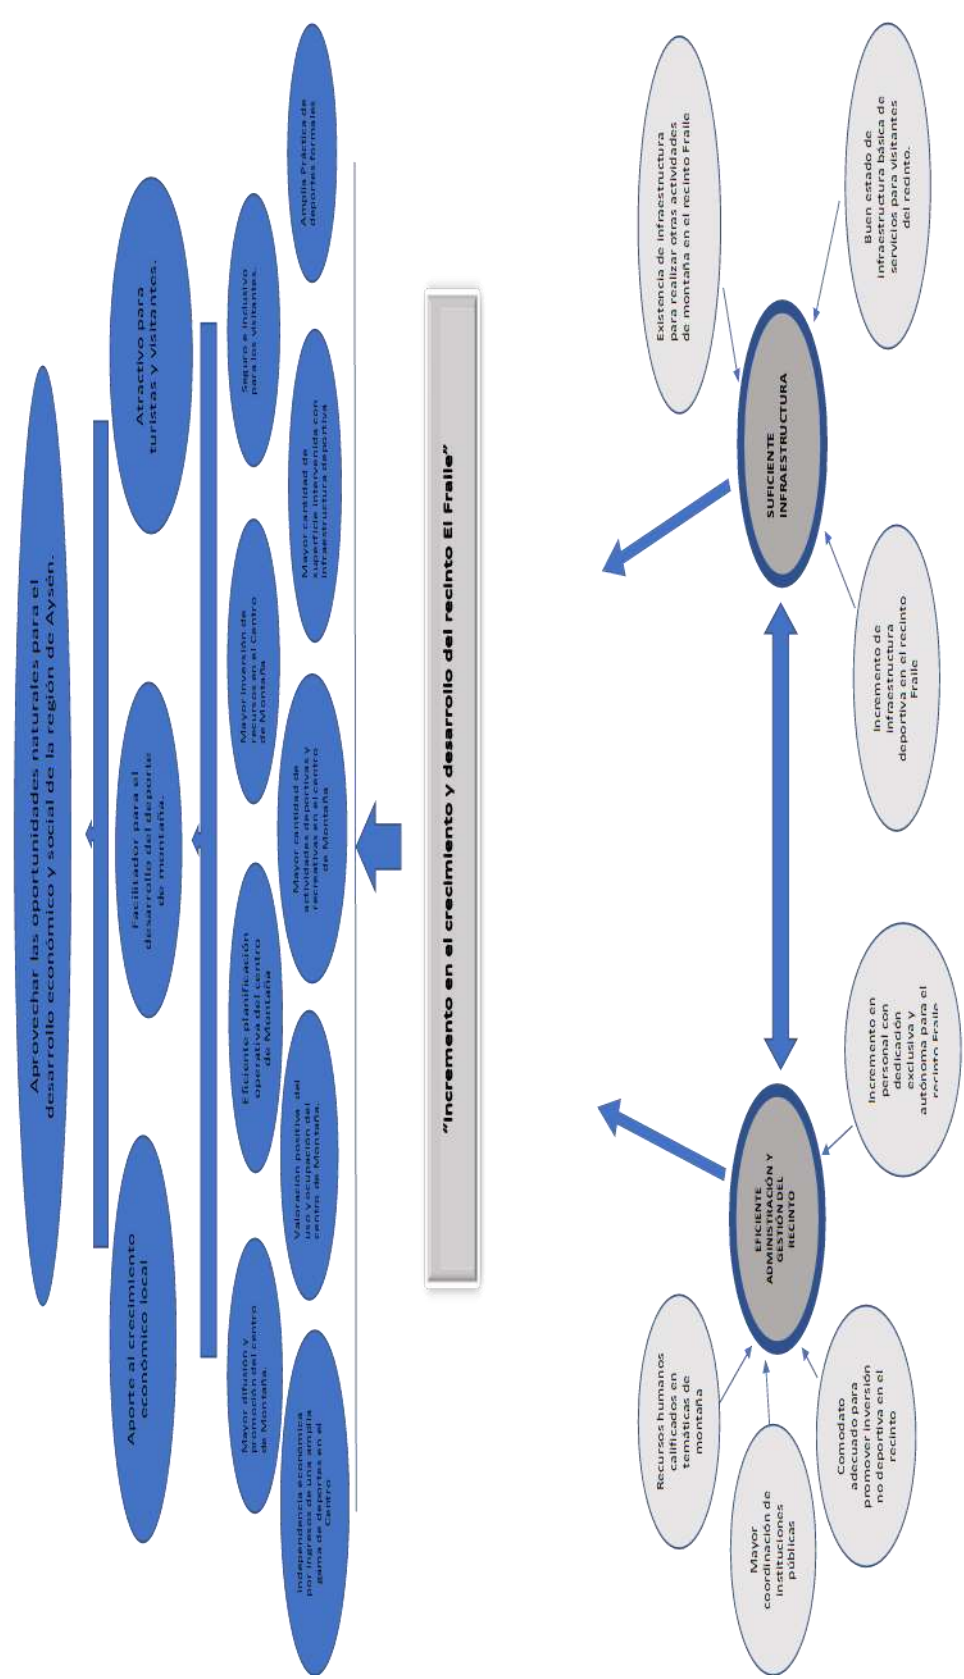 Aprovechar las oportunidades naturales para el
desarrollo económico y social de la región de Aysén.
Aporte al crecimiento
económico local
Facilitador para el
desarrollo del deporte
de montaña.
Atractivo para
turistas y visitantes.
Mayor difusión y
promoción del centro
de Montaña.
Eficiente planificación
operativa del centro
de Montaña
Mayor inversión de
recursos en el Centro
de Montaña
Seguro e inclusivo
para los visitantes.
independencia económica
por ingresos de una amplia
gama de deportes en el
Centro
Valoración positiva del
uso y ocupación del
centro de Montaña.
Mayor cantidad de
actividades deportivas y
recreativas en el centro
de Montaña
Mayor cantidad de
superficie intervenida con
infraestructura deportiva
Amplia Práctica de
deportes formales
“Incremento en el crecimiento y desarrollo del recinto El Fraile”
Recursos humanos
calificados en
temáticas de
montaña
Existencia de infraestructura
para realizar otras actividades
de montaña en el recinto Fraile
EFICIENTE
ADMINISTRACIÓN Y
GESTIÓN DEL
RECINTO
SUFICIENTE
INFRAESTRUCTURA
Mayor
coordinación de
instituciones
públicas
Comodato
adecuado para
promover inversión
no deportiva en el
recinto
Incremento en
personal con
dedicación
exclusiva y
autónoma para el
recinto Fraile
Incremento de
infraestructura
deportiva en el recinto
Fraile
Buen estado de
infraestructura básica de
servicios para visitantes
del recinto.